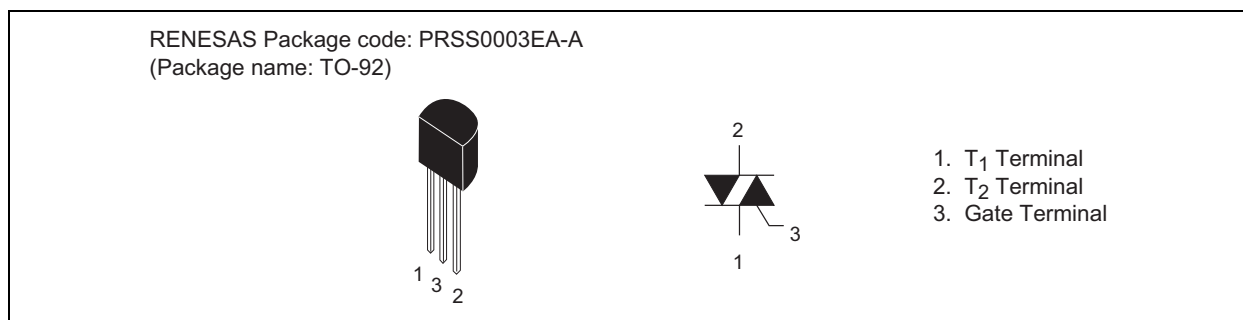 RENESAS Package code: PRSS0003EA-A
(Package name: TO-92)
1
3
2
2
3
1
1. T1 Terminal
2. T2 Terminal
3. Gate Terminal